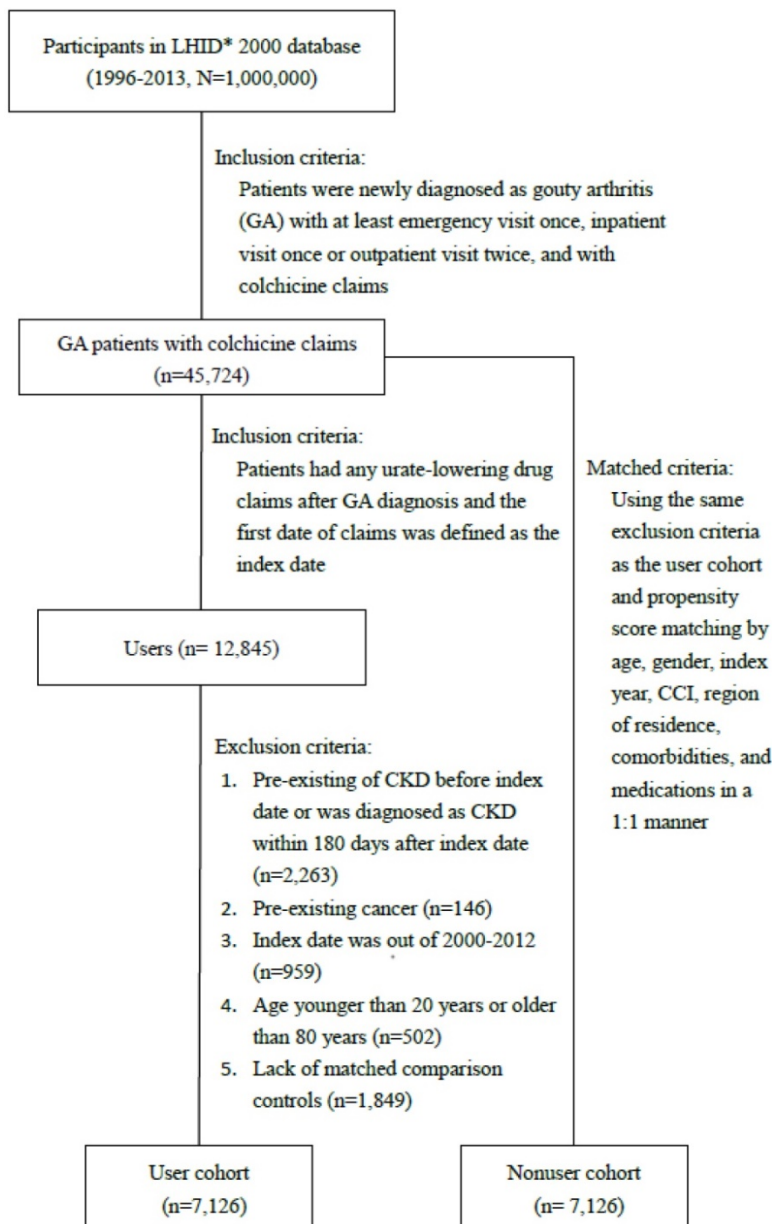 Participants in LHID* 2000 database
(1996-2013, N=1,000,000)
Inclusion criteria:
Patients were newly diagnosed as gouty arthritis
(GA) with at least emergency visit once, inpatient
visit once or outpatient visit twice, and with
colchicine claims
GA patients with colchicine claims
(n=45,724)
Inclusion criteria:
Patients had any urate-lowering drug
claims after GA diagnosis and the
first date of claims was defined as the
index date
Matched criteria:
Using the same
exclusion criteria
as the user cohort
and propensity
score matching by
age, gender, index
year, CCI, region
of residence,
comorbidities, and
medications in a
1:1 manner
Users (n= 12,845)
Exclusion criteria:
1. Pre-existing of CKD before index
date or was diagnosed as CKD
within 180 days after index date
(n=2,263)
2. Pre-existing cancer (n=146)
3. Index date was out of 2000-2012
(n=959)
4. Age younger than 20 years or older
than 80 years (n=502)
5. Lack of matched comparison
controls (n=1,849)
User cohort
(n=7,126)
Nonuser cohort
(n= 7,126)